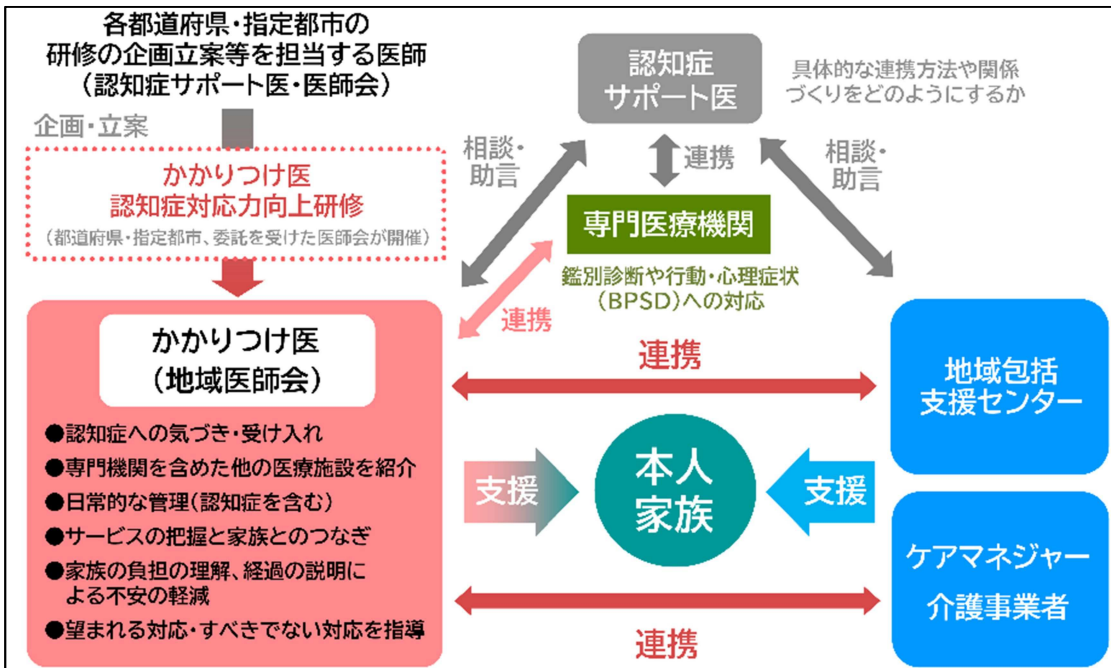 各都道府県・指定都市の
研修の企画立案等を担当する医師
(認知症サポート医・医師会)
企画・立案
かかりつけ医
認知症対応力向上研修
(都道府県・指定都市、委託を受けた医師会が開催)
認知症
サポート医
具体的な連携方法や関係
づくりをどのようにするか
相談・
助言
連携
相談・
助言
専門医療機関
鑑別診断や行動・心理症状
(BPSD)への対応
連携
かかりつけ医
(地域医師会)
●認知症への気づき・受け入れ
●専門機関を含めた他の医療施設を紹介
●日常的な管理(認知症を含む)
●サービスの把握と家族とのつなぎ
●家族の負担の理解、経過の説明に
よる不安の軽減
●望まれる対応・すべきでない対応を指導
連携
支援
本人
家族
支援
連携
地域包括
支援センター
ケアマネジャー
介護事業者